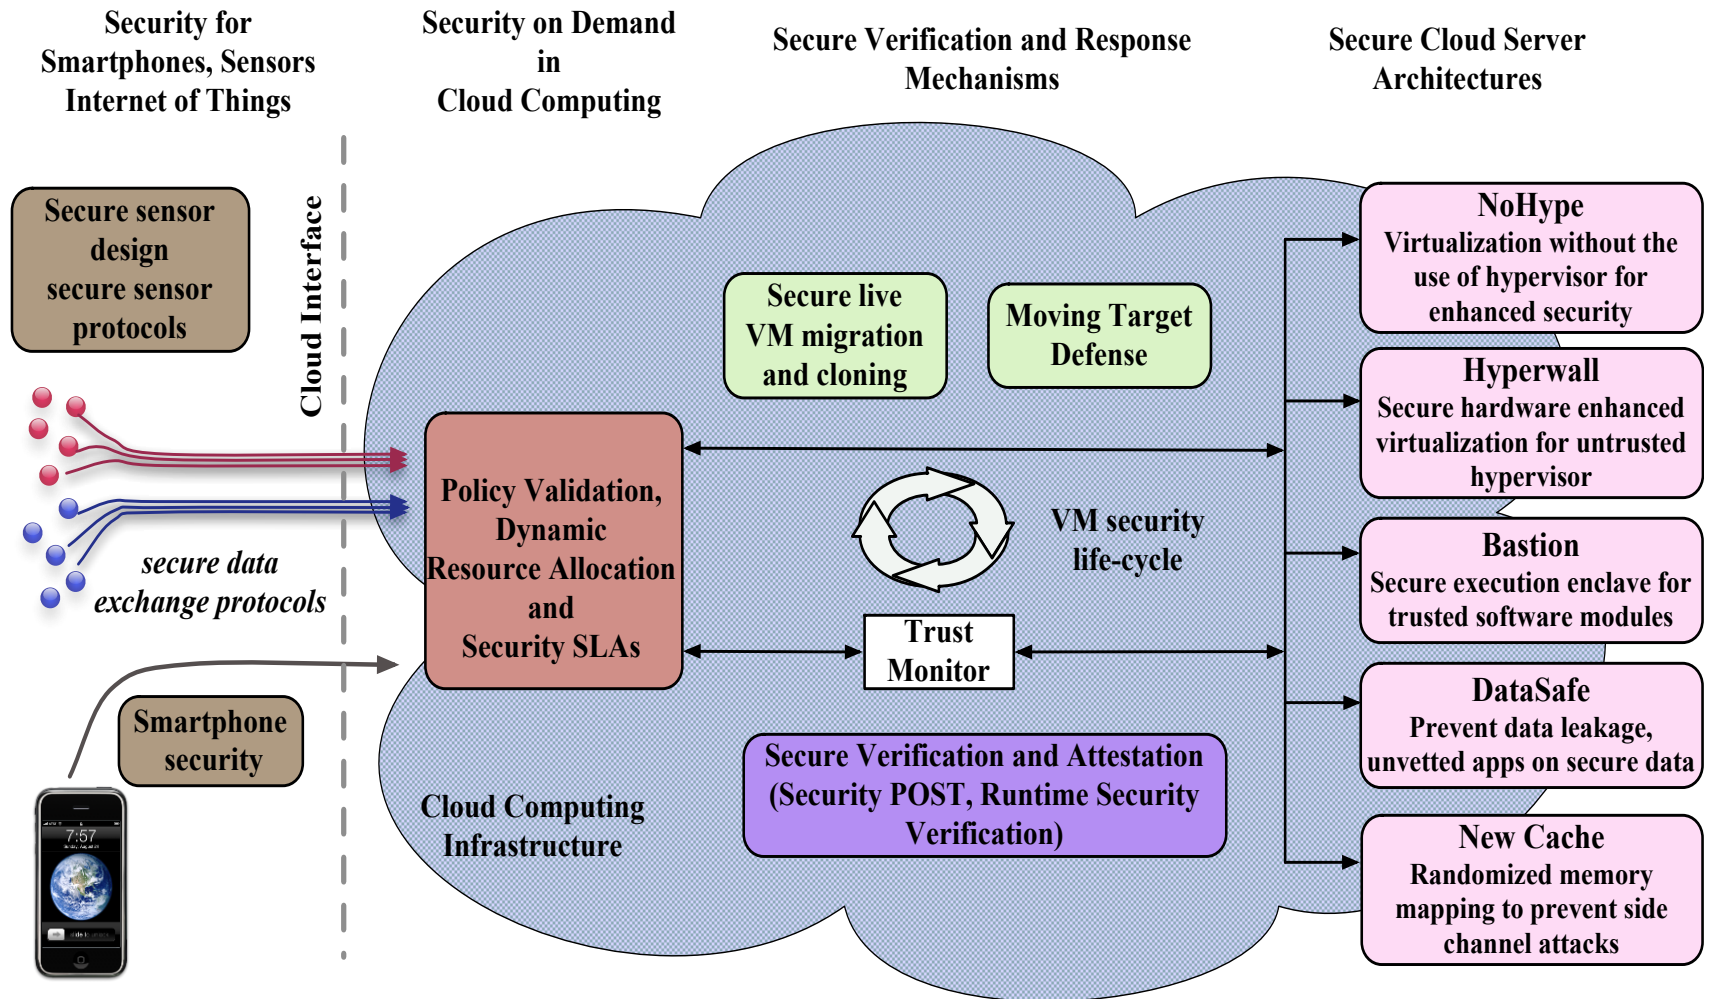 Security for
Smartphones, Sensors
Internet of Things
Security on Demand
in
Cloud Computing
Secure Verification and Response
Mechanisms
Secure Cloud Server
Architectures
Secure sensor
design
secure sensor
protocols
Cloud Interface
secure data
exchange protocols
Smartphone
security
7:57
Policy Validation,
Dynamic
Resource Allocation
and
Security SLAs
Cloud Computing
Infrastructure
Secure live
VM migration
and cloning
Moving Target
Defense
VM security
life-cycle
Trust
Monitor
Secure Verification and Attestation
(Security POST, Runtime Security
Verification)
NoHype
Virtualization without the
use of hypervisor for
enhanced security
Hyperwall
Secure hardware enhanced
virtualization for untrusted
hypervisor
Bastion
Secure execution enclave for
trusted software modules
DataSafe
Prevent data leakage,
unvetted apps on secure data
New Cache
Randomized memory
mapping to prevent side
channel attacks